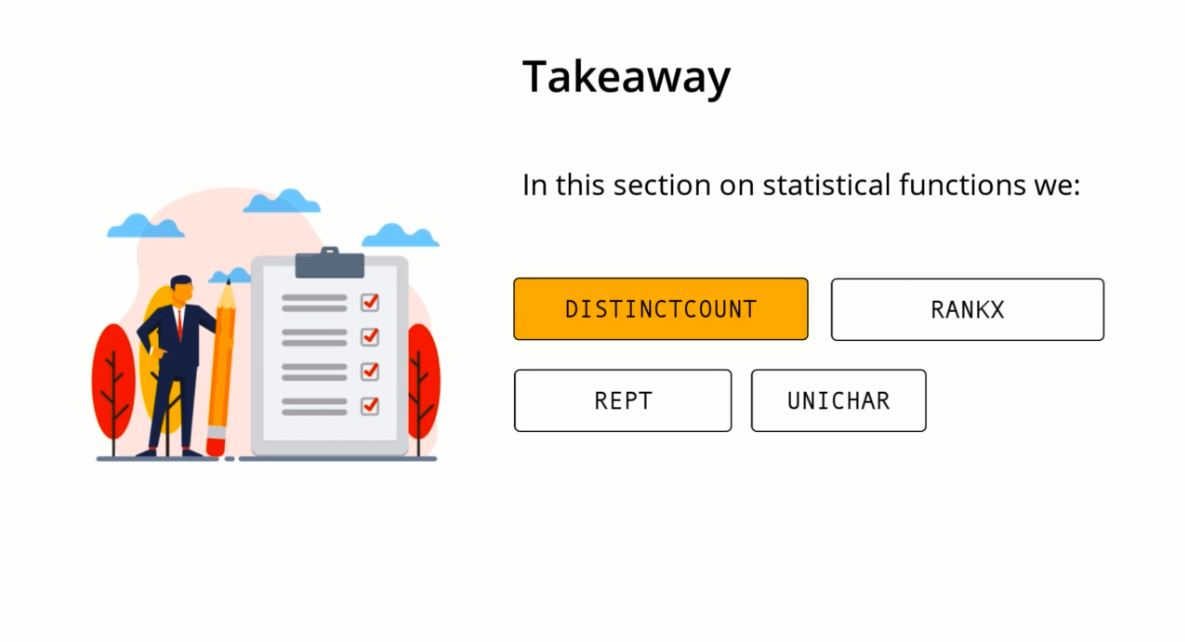 Takeaway
In this section on statistical functions we:
DISTINCTCOUNT
RANKX
REPT
UNICHAR